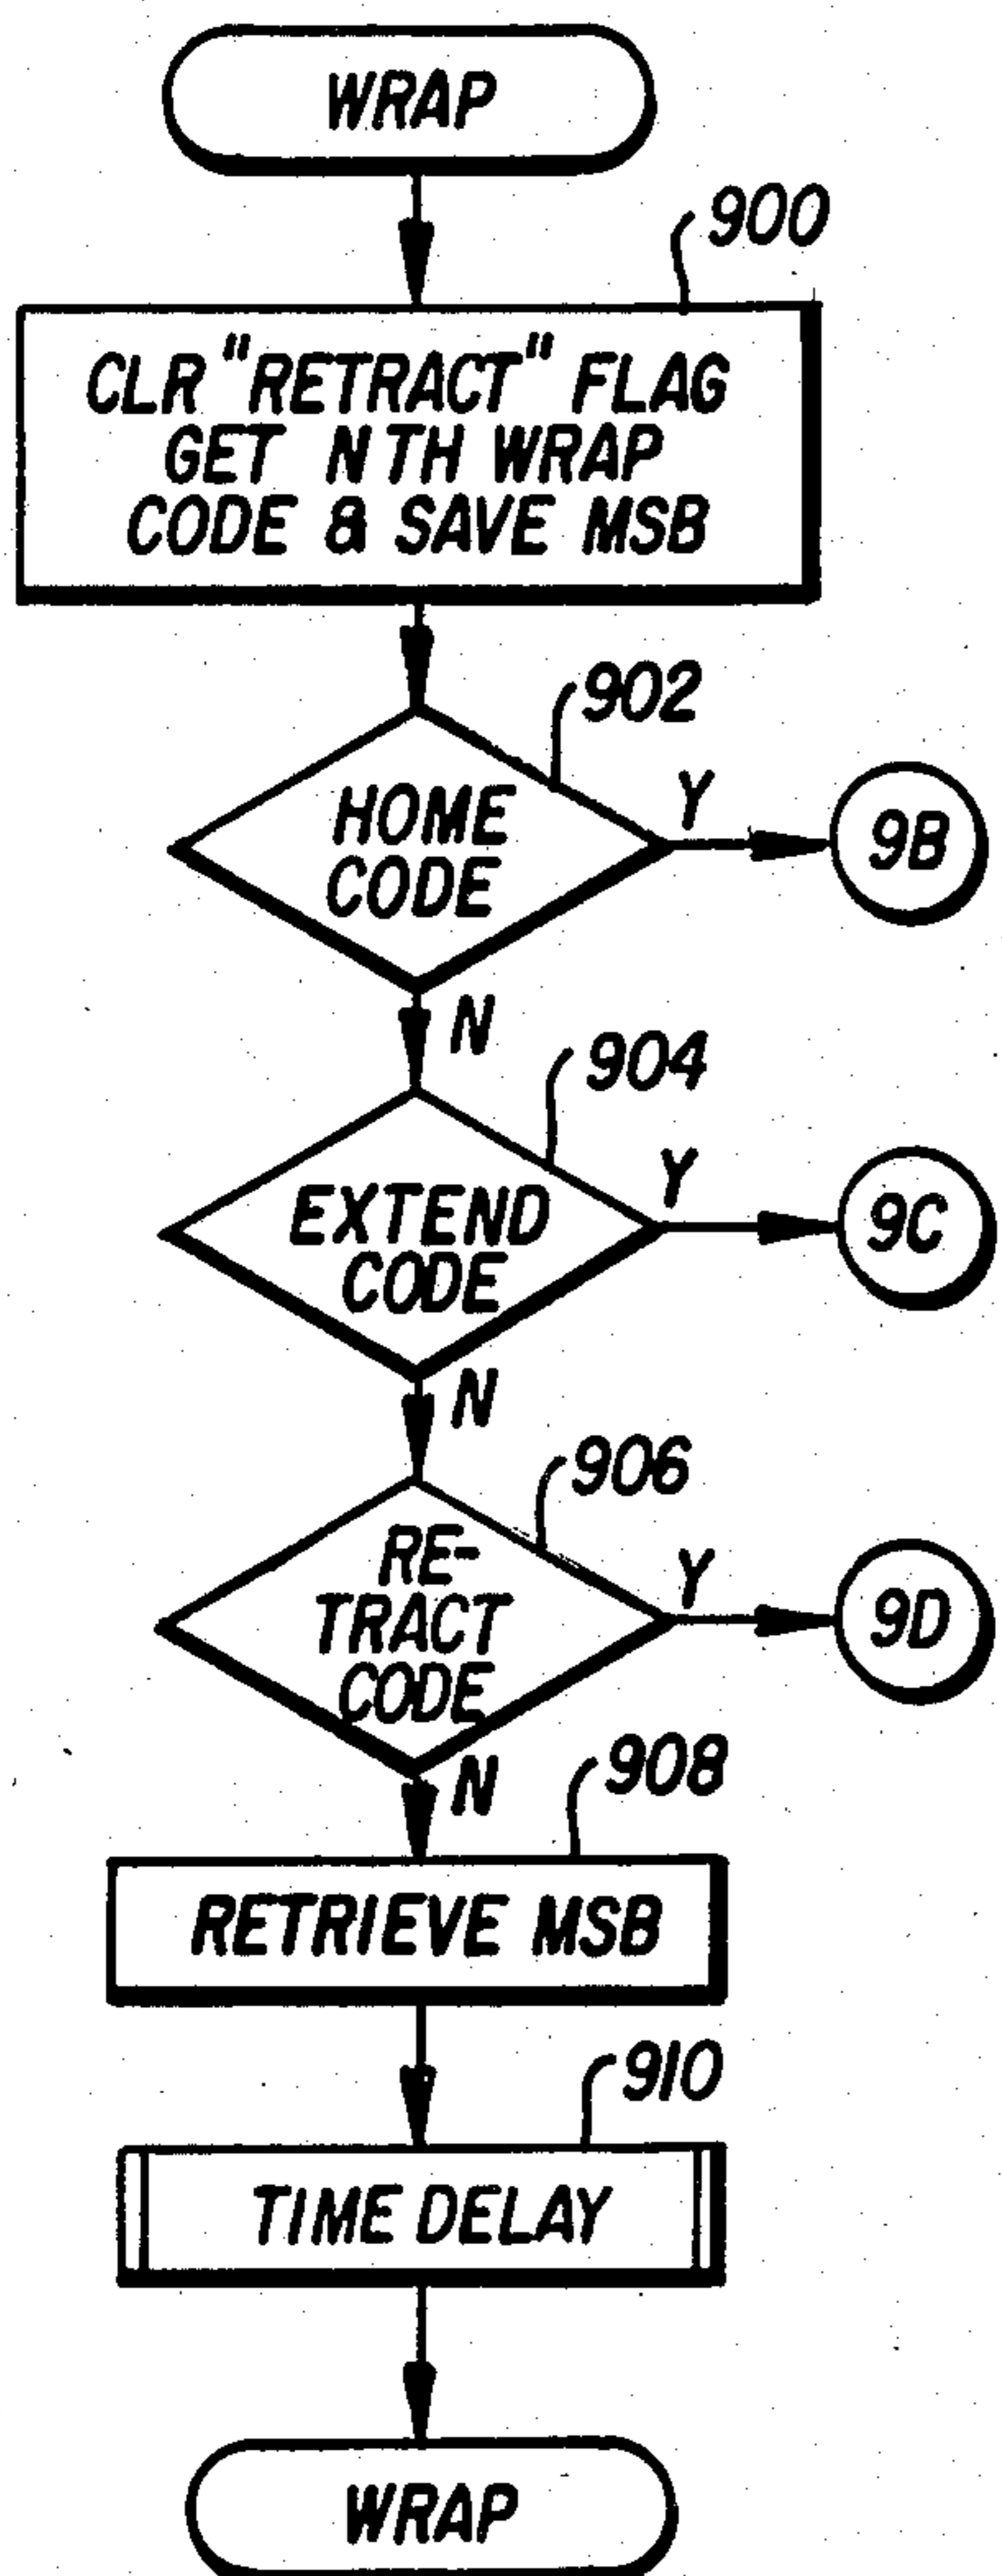 WRAP
900
CLR "RETRACT" FLAG
GET NTH WRAP
CODE & SAVE MSB
902
HOME
CODE
Y
9B
N
904
EXTEND
CODE
Y
9C
N
906
RE-
TRACT
CODE
Y
9D
N
908
RETRIEVE MSB
910
TIME DELAY
WRAP